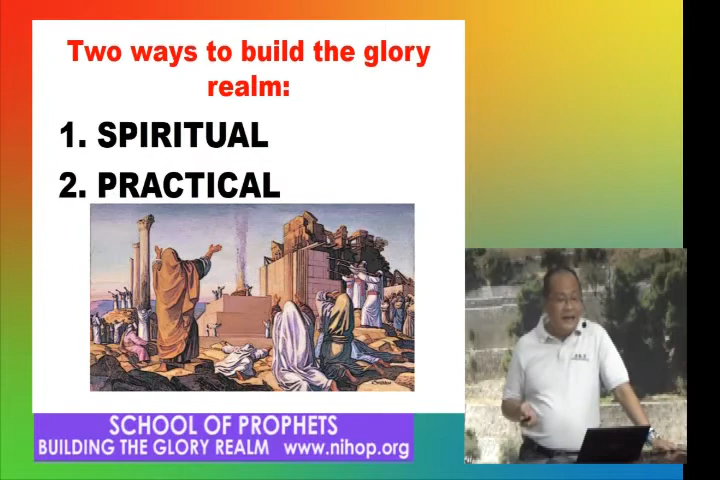 Two ways to build the glory
realm:
1. SPIRITUAL
2. PRACTICAL
SCHOOL OF PROPHETS
BUILDING THE GLORY REALM www.nihop.org